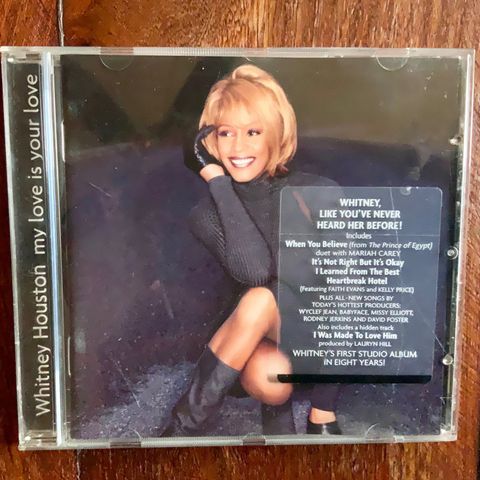 Whitney Houston my love is your love
WHITNEY,
LIKE YOU'VE NEVER
HEARD HER BEFORE!
Includes
When You Believe (from The Prince of Egypt)
duet with MARIAH CAREY
It's Not Right But It's Okay
I Learned From The Best
Heartbreak Hotel
(Featuring FAITH EVANS and KELLY PRICE)
PLUS ALL-NEW SONGS BY
TODAY'S HOTTEST PRODUCERS:
WYCLEF JEAN, BABYFACE, MISSY ELLIOTT,
RODNEY JERKINS AND DAVID FOSTER
Also includes a hidden track
I Was Made To Love Him
produced by LAURYN HILL
WHITNEY'S FIRST STUDIO ALBUM
iN EIGHT YEARS!